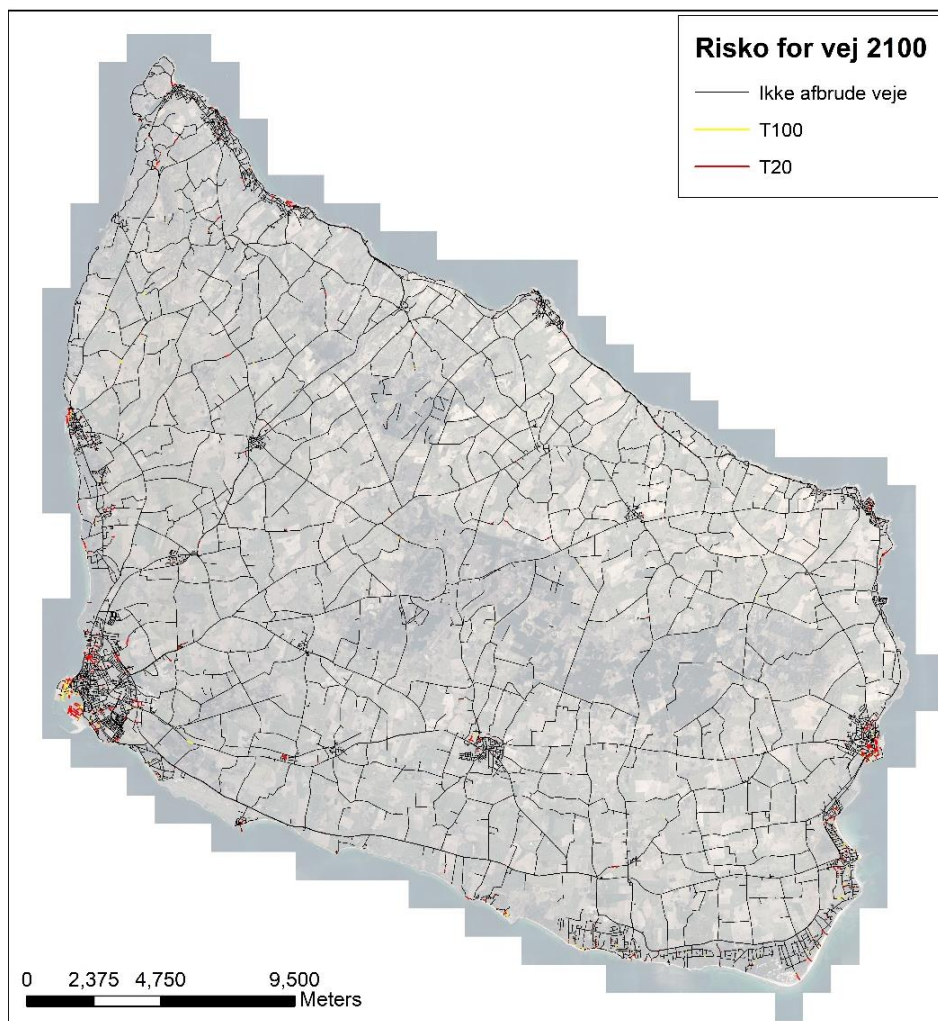 Risko for vej 2100
Ikke afbrude veje
T100
T20
0 2,375 4,750 9,500
Meters